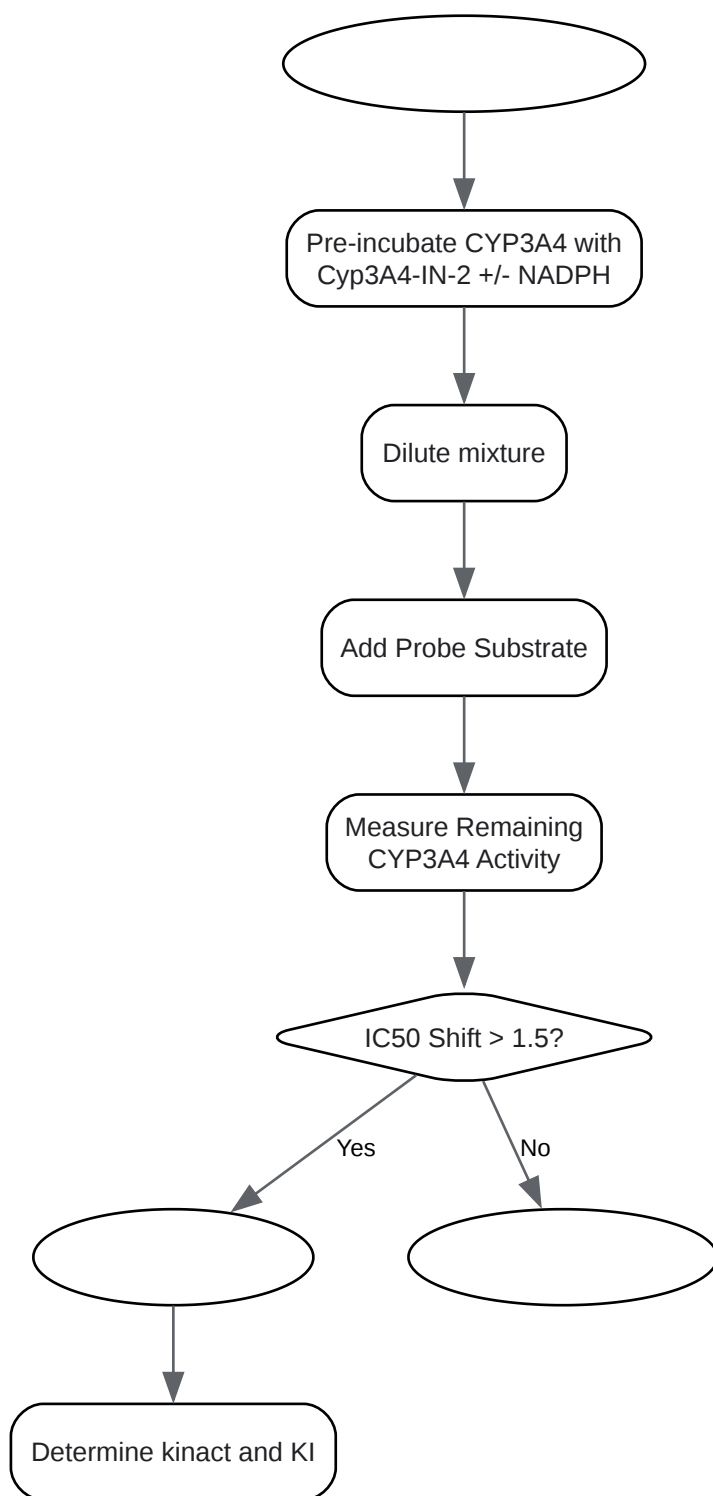 Pre-incubate CYP3A4 with
Cyp3A4-IN-2 +/- NADPH
Dilute mixture
Add Probe Substrate
Measure Remaining
CYP3A4 Activity
IC50 Shift > 1.5?
Yes
No
Determine kinact and KI